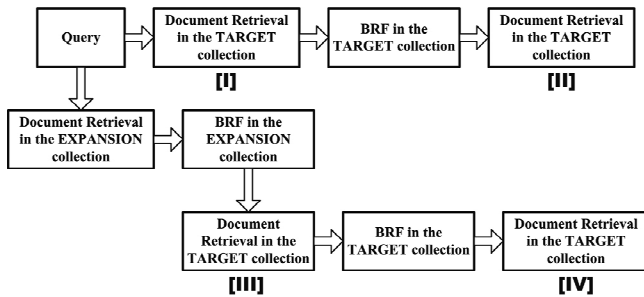 Query
Document Retrieval
in the TARGET
collection
BRF in the
TARGET collection
Document Retrieval
in the TARGET
collection
[I]
[II]
Document Retrieval
in the EXPANSION
collection
BRF in the
EXPANSION
collection
Document
Retrieval in the
TARGET collection
BRF in the
TARGET collection
Document Retrieval
in the TARGET
collection
[III]
[IV]